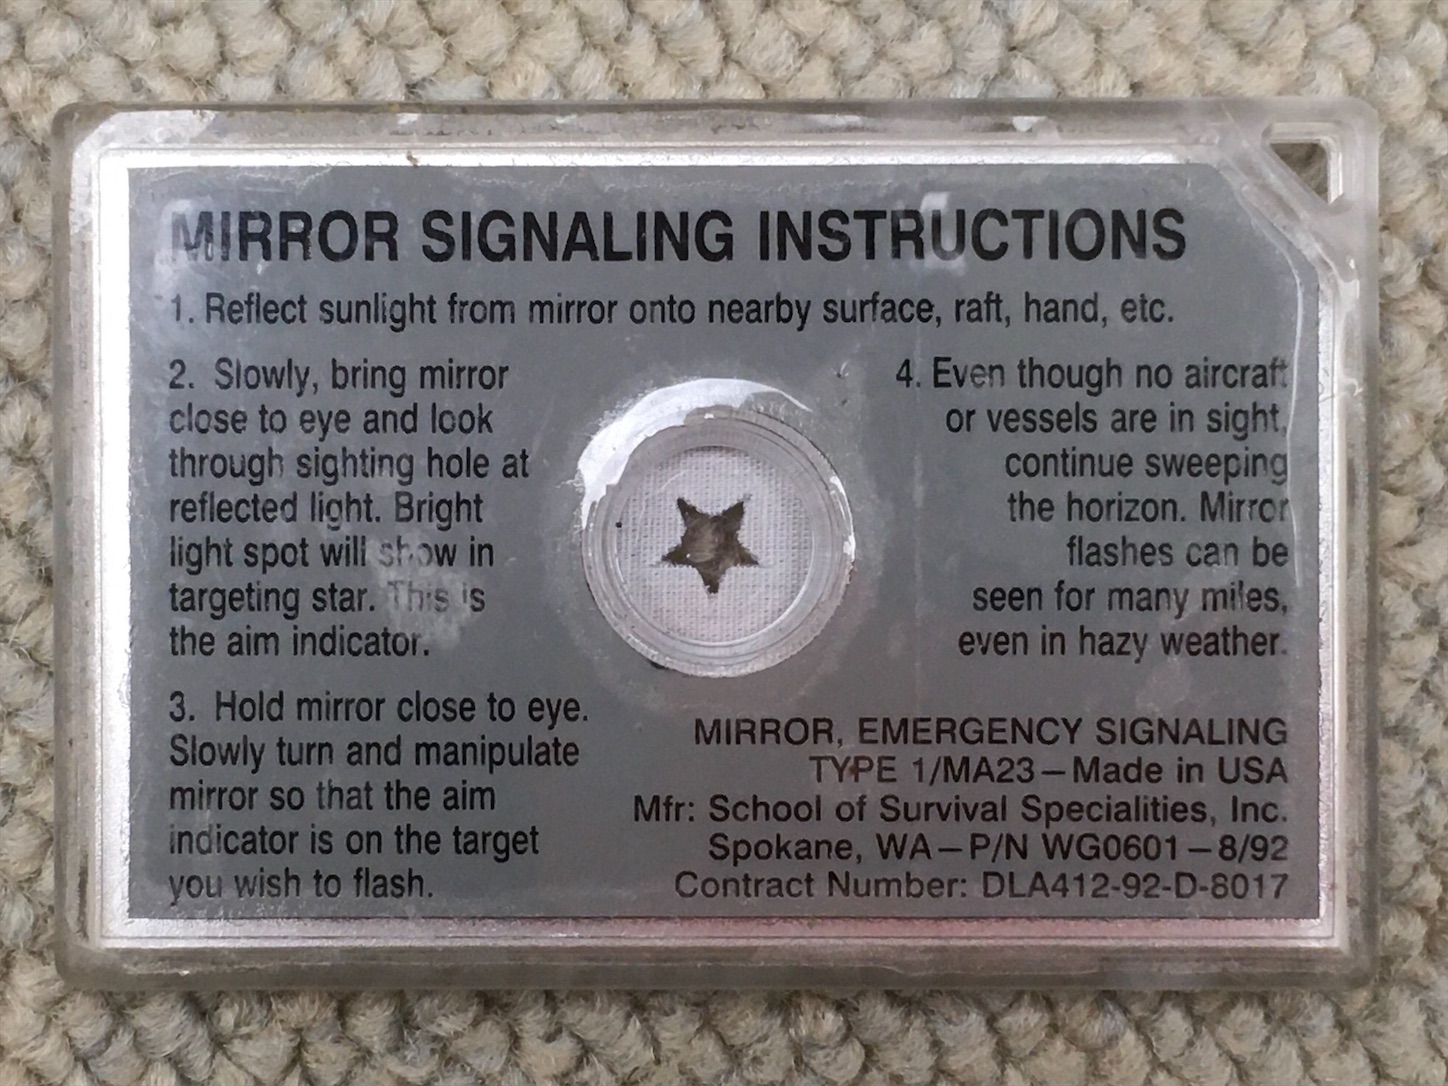 MIRROR SIGNALING INSTRUCTIONS
1. Reflect sunlight from mirror onto nearby surface, raft, hand, etc.
2. Slowly, bring mirror
close to eye and look
through sighting hole at
reflected light. Bright
light spot will show in
targeting star. This is
the aim indicator.
3. Hold mirror close to eye.
Slowly turn and manipulate
mirror so that the aim
indicator is on the target
you wish to flash.
4. Even though no aircraft
or vessels are in sight,
continue sweeping
the horizon. Mirror
flashes can be
seen for many miles,
even in hazy weather.
MIRROR, EMERGENCY SIGNALING
TYPE 1/MA23–Made in USA
Mfr: School of Survival Specialities, Inc.
Spokane, WA–P/N WG0601–8/92
Contract Number: DLA412-92-D-8017